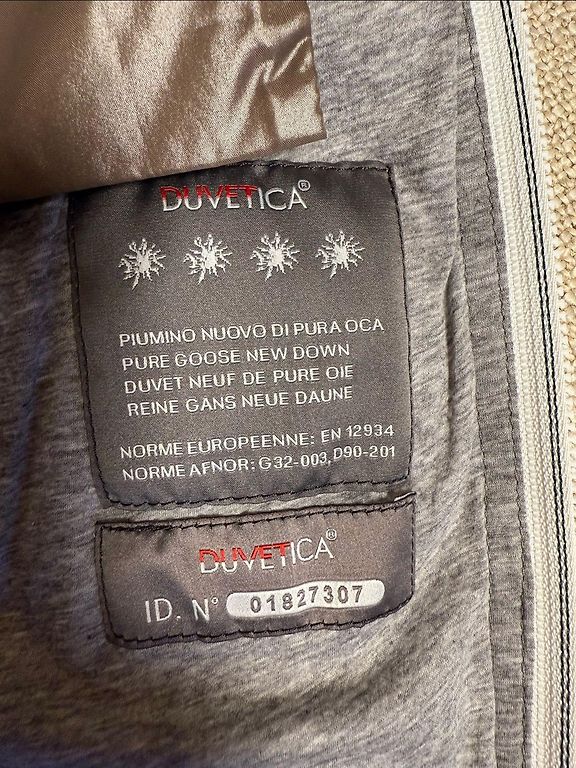 DUVETICA®
PIUMINO NUOVO DI PURA OCA
PURE GOOSE NEW DOWN
DUVET NEUF DE PURE OIE
REINE GANS NEUE DAUNE
NORME EUROPEENNE: EN 12934
NORME AFNOR: G32-003, D90-201
DUVETICA®
ID. N° 01827307